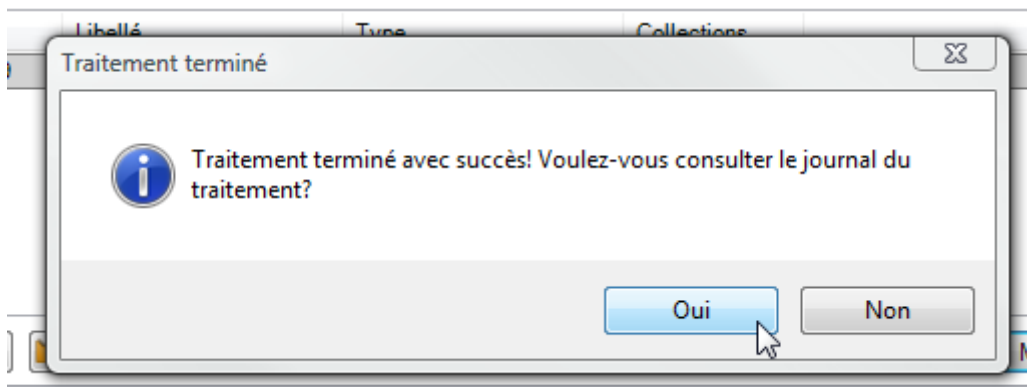 Libellé Type Collections
Traitement terminé
Traitement terminé avec succès! Voulez-vous consulter le journal du
traitement?
Oui Non